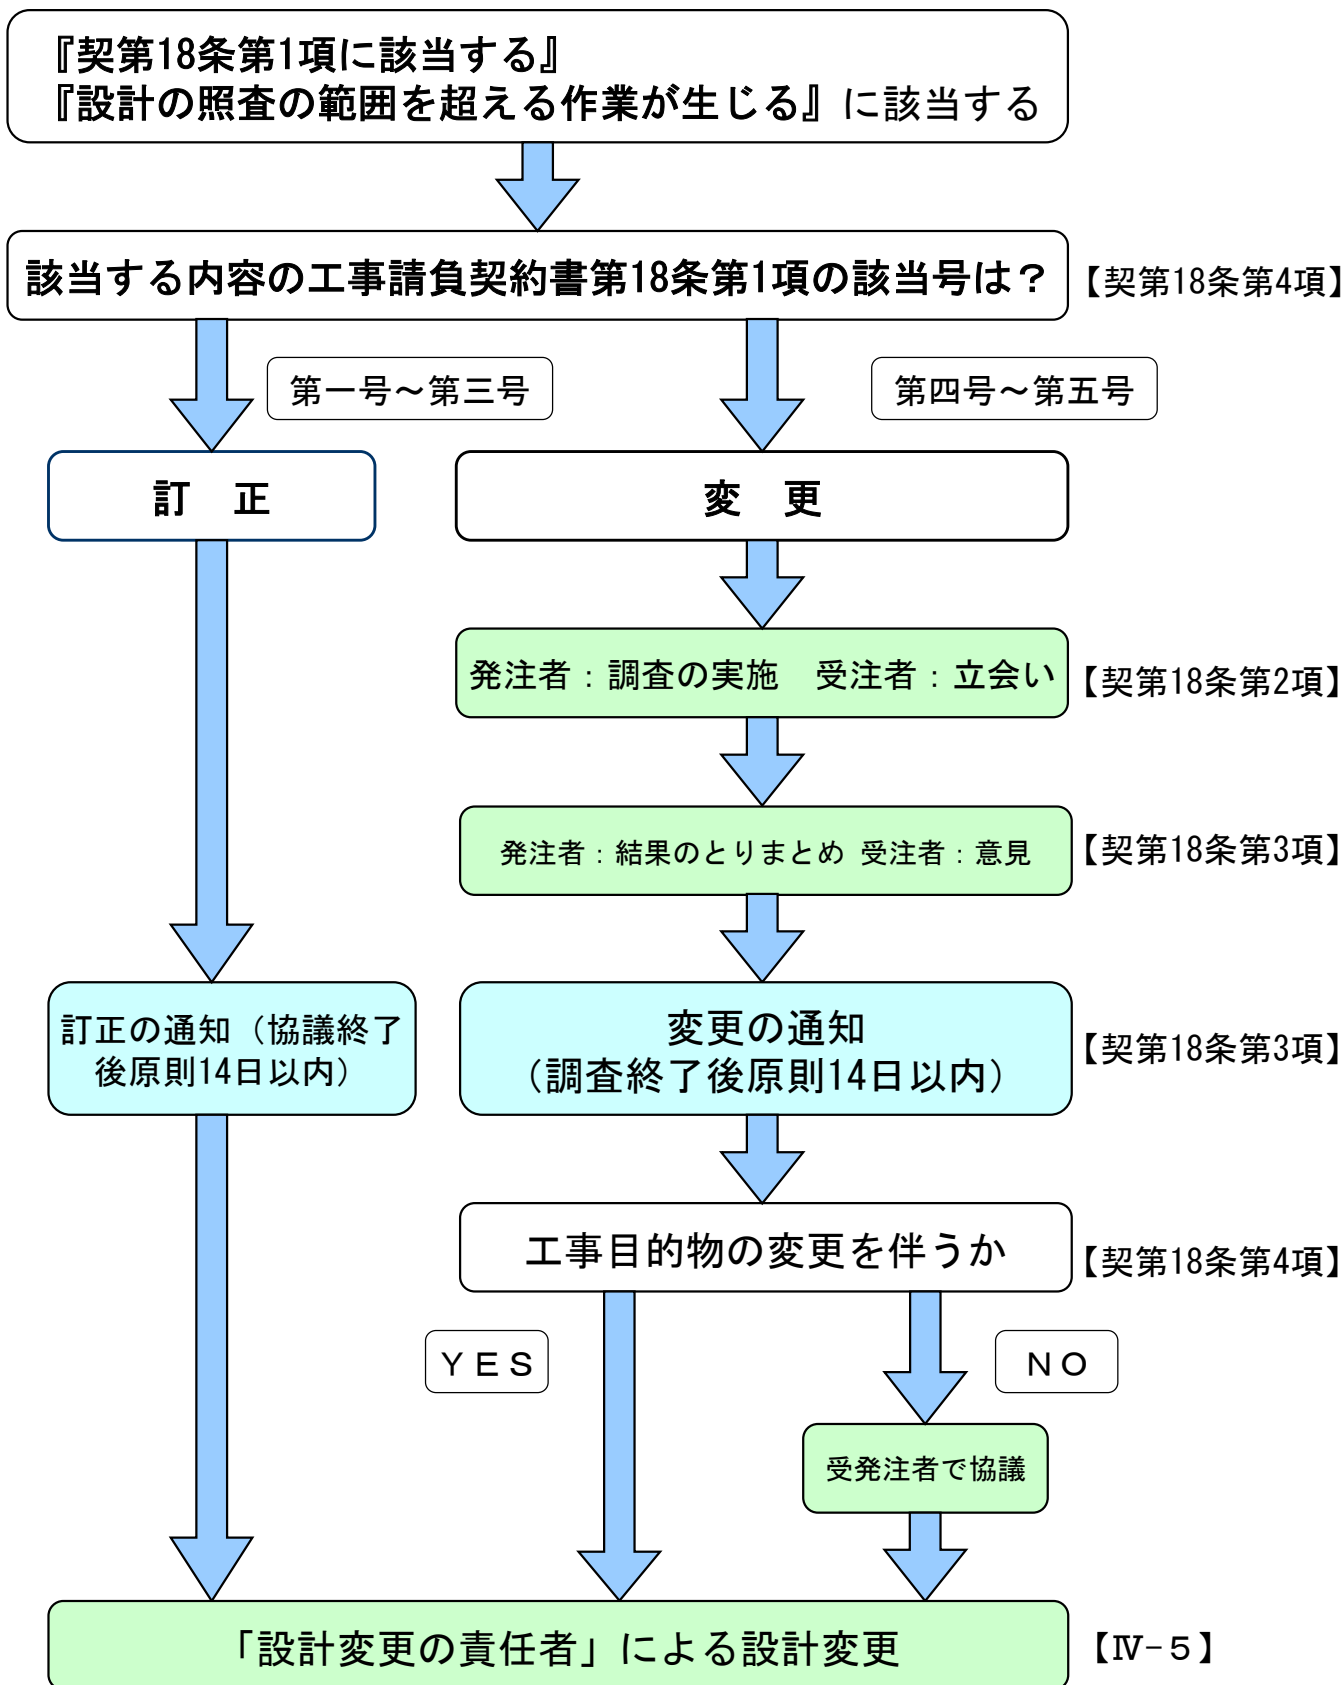 『契第18条第1項に該当する』
『設計の照査の範囲を超える作業が生じる』に該当する
該当する内容の工事請負契約書第18条第1項の該当号は？
【契第18条第4項】
第一号～第三号
第四号～第五号
訂　正
変　更
発注者：調査の実施　受注者：立会い
【契第18条第2項】
発注者：結果のとりまとめ 受注者：意見
【契第18条第3項】
訂正の通知（協議終了
後原則14日以内）
変更の通知
（調査終了後原則14日以内）
【契第18条第3項】
工事目的物の変更を伴うか
【契第18条第4項】
ＹＥＳ
ＮＯ
受発注者で協議
「設計変更の責任者」による設計変更
【Ⅳ-５】